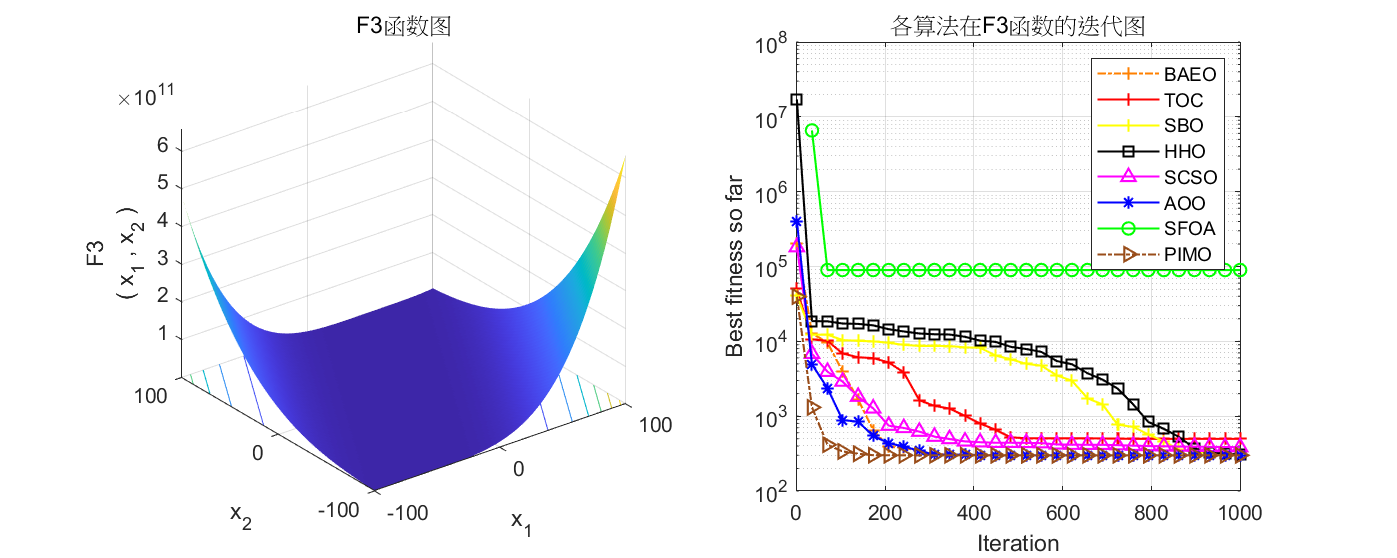 F3函数图
×10^11
6
5
4
3
2
1
F3
( x_1 , x_2 )
100
0
-100
x_2
-100
0
100
x_1
各算法在F3函数的迭代图
10^8
10^7
10^6
10^5
10^4
10^3
10^2
Best fitness so far
0 200 400 600 800 1000
Iteration
BAEO
TOC
SBO
HHO
SCSO
AOO
SFOA
PIMO